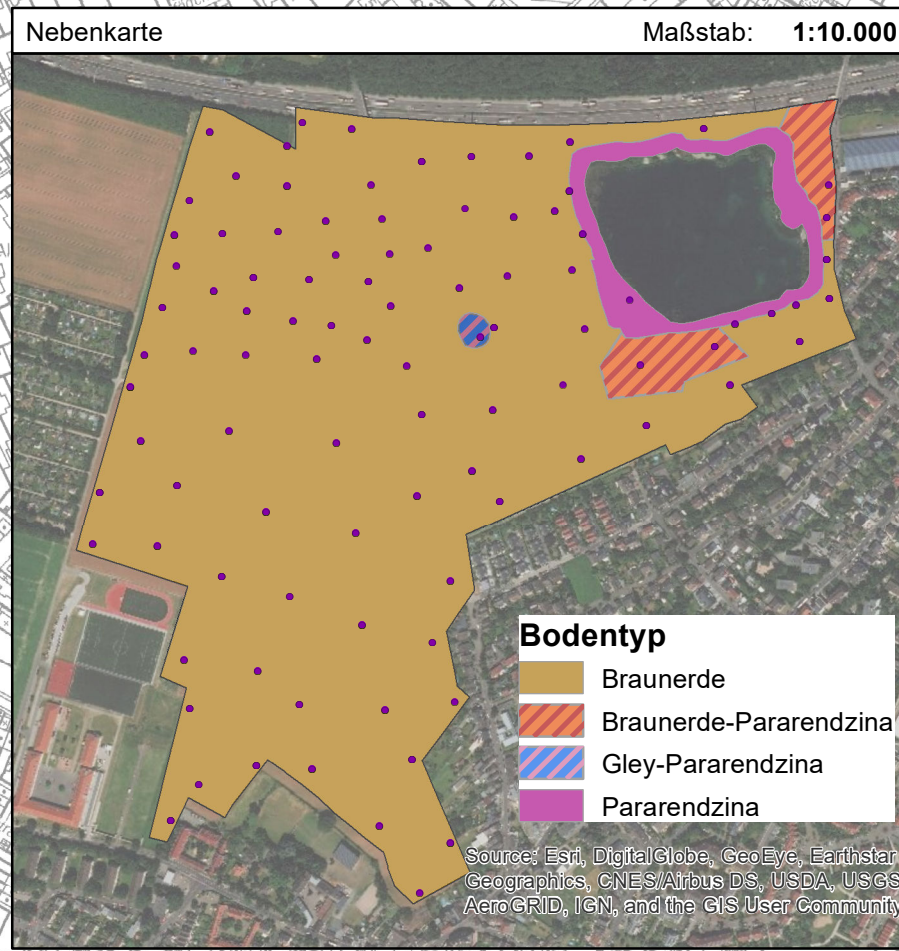 Nebenkarte Maßstab: 1:10.000
Bodentyp
Braunerde
Braunerde-Pararendzina
Gley-Pararendzina
Pararendzina
Source: Esri, DigitalGlobe, GeoEye, Earthstar
Geographics, CNES/Airbus DS, USDA, USGS
AeroGRID, IGN, and the GIS User Community